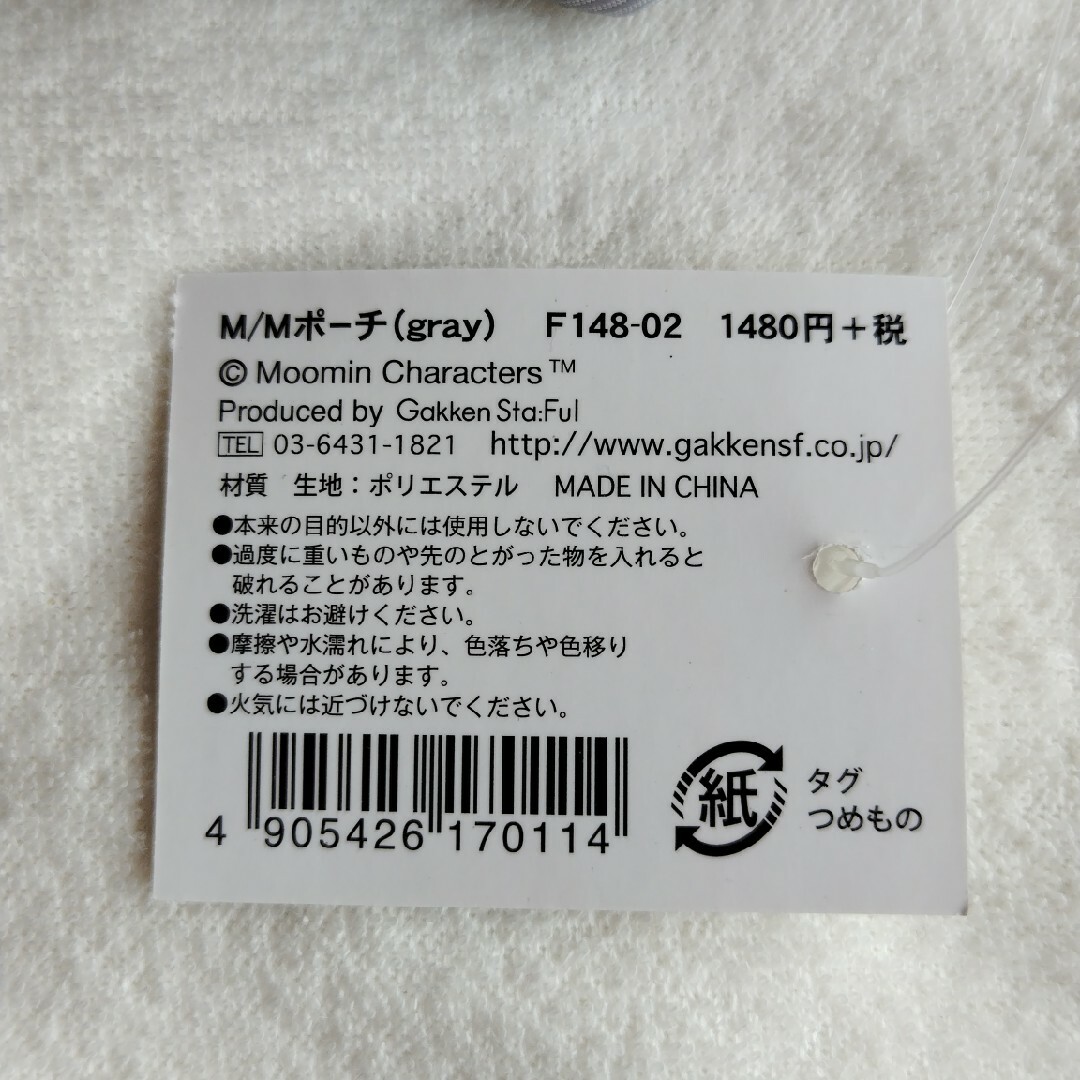 M/Mポーチ(gray) F148-02 1480円+税
© Moomin Characters™
Produced by Gakken Sta:Ful
TEL 03-6431-1821 http://www.gakkensf.co.jp/
材質 生地：ポリエステル MADE IN CHINA
●本来の目的以外には使用しないでください。
●過度に重いものや先のとがった物を入れると
破れることがあります。
●洗濯はお避けください。
●摩擦や水濡れにより、色落ちや色移り
する場合があります。
●火気には近づけないでください。
4 905426 170114
紙 タグ
つめもの